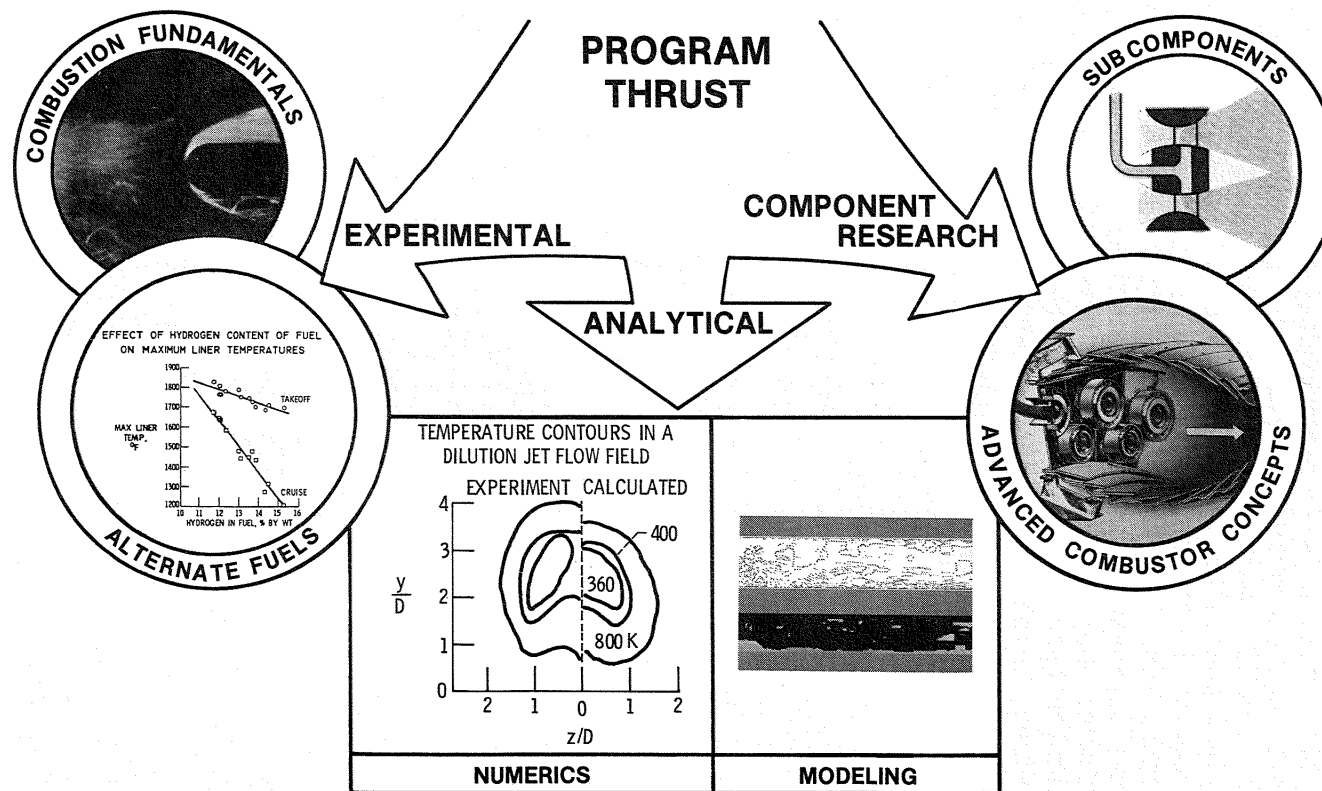 PROGRAM
THRUST
COMBUSTION FUNDAMENTALS
SUBCOMPONENTS
EXPERIMENTAL
COMPONENT
RESEARCH
ANALYTICAL
EFFECT OF HYDROGEN CONTENT OF FUEL
ON MAXIMUM LINER TEMPERATURES
1900
1800
1700
1600
1500
1400
1300
1200
MAX LINER
TEMP,
°F
TAKEOFF
CRUISE
10 11 12 13 14 15 16
HYDROGEN IN FUEL, % BY WT
ALTERNATE FUELS
ADVANCED COMBUSTOR CONCEPTS
TEMPERATURE CONTOURS IN A
DILUTION JET FLOW FIELD
EXPERIMENT CALCULATED
4
3
2
1
0
y
D
400
360
800 K
2 1 0 1 2
z/D
NUMERICS
MODELING